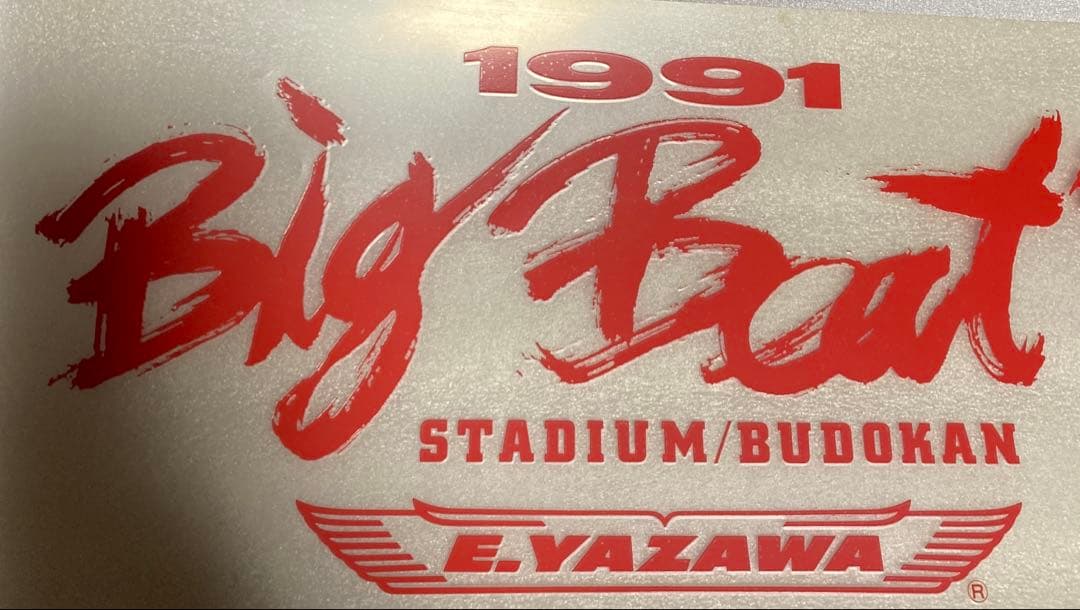 1991
Big Beat
STADIUM/BUDOKAN
E.YAZAWA
®